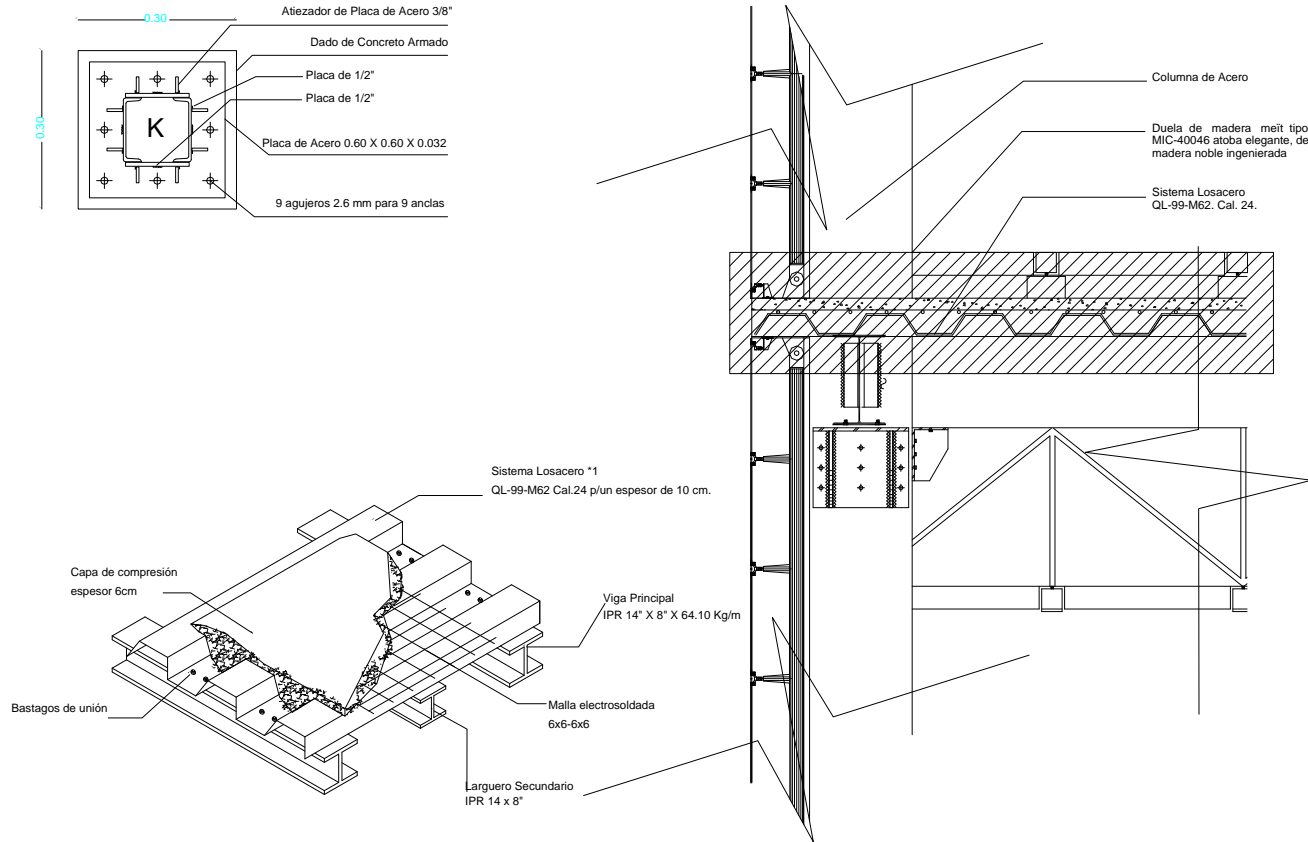 0.30
Atiezador de Placa de Acero 3/8"
Dado de Concreto Armado
Placa de 1/2"
Placa de 1/2"
0.30
K
Placa de Acero 0.60 X 0.60 X 0.032
9 agujeros 2.6 mm para 9 anclas
Columna de Acero
Duela de madera meït tipo
MIC-40046 atoba elegante, de
madera noble ingenierada
Sistema Losacero
QL-99-M62. Cal. 24.
Sistema Losacero *1
QL-99-M62 Cal.24 p/un espesor de 10 cm.
Capa de compresión
espesor 6cm
Viga Principal
IPR 14" X 8" X 64.10 Kg/m
Bastagos de unión
Malla electrosoldada
6x6-6x6
Larguero Secundario
IPR 14 x 8"